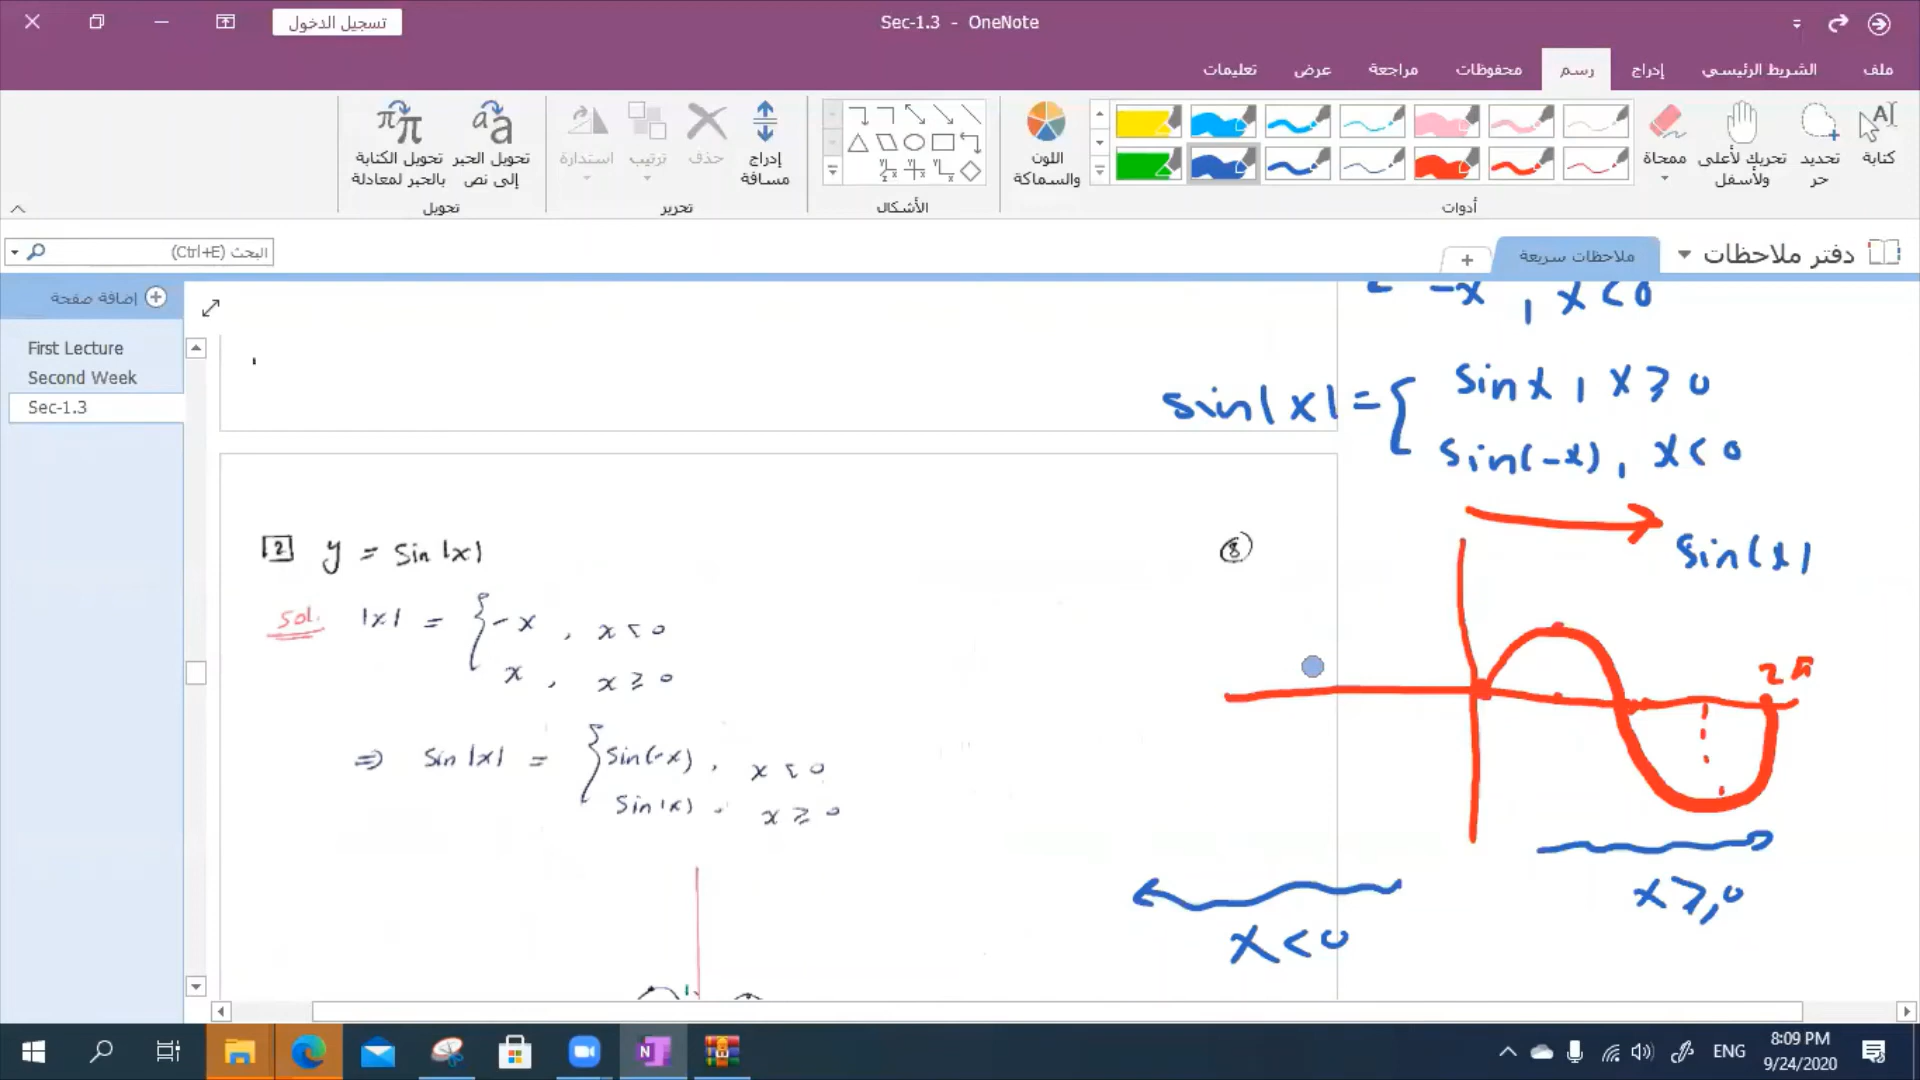 تسجيل الدخول
Sec-1.3 - OneNote
ملف
الشريط الرئيسي
إدراج
رسم
محفوظات
مراجعة
عرض
تعليمات
كتابة
تحديد حر
تحريك لأعلى ولأسفل
ممحاة
أدوات
اللون والسماكة
الأشكال
إدراج مسافة
حذف
ترتيب
استدارة
تحرير
تحويل الحبر إلى نص
تحويل الكتابة بالحبر لمعادلة
تحويل
دفتر ملاحظات
ملاحظات سريعة
البحث (Ctrl+E)
إضافة صفحة
First Lecture
Second Week
Sec-1.3
-x , x < 0
sin|x| = { sin x , x ≥ 0
sin(-x) , x < 0
2 y = Sin |x|
8
Sol. |x| = { -x , x < 0
x , x ≥ 0
⇒ Sin |x| = { Sin(-x) , x < 0
Sin(x) , x ≥ 0
sin|x|
2π
x ≥ 0
x < 0
1
ENG
8:09 PM
9/24/2020